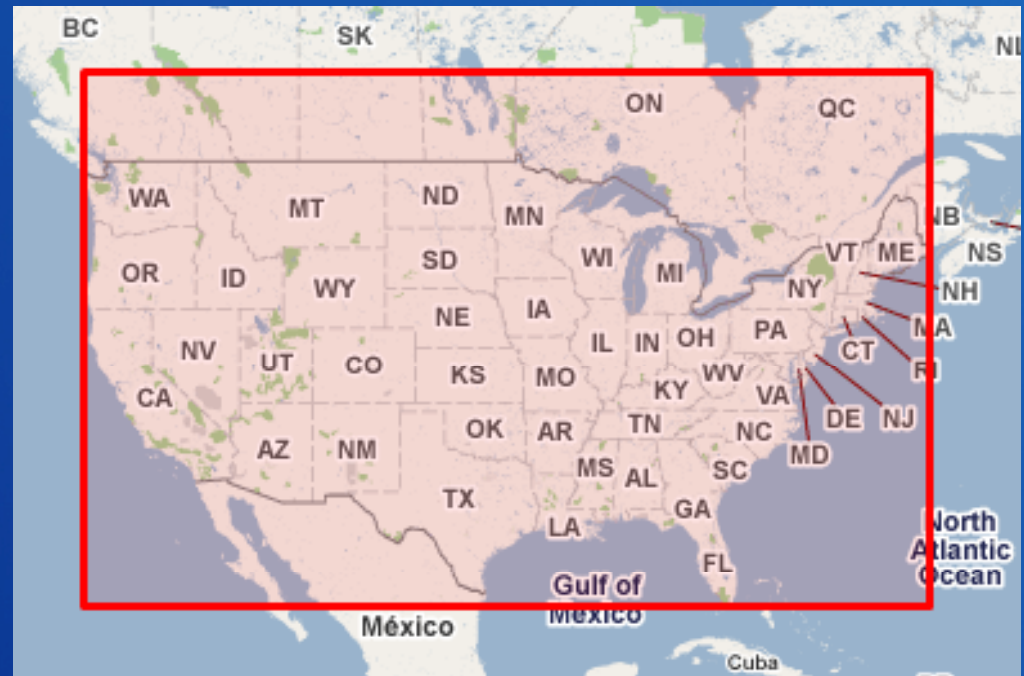 BC
SK
NL
ON
QC
WA
MT
ND
MN
NB
OR
ID
WY
SD
WI
MI
VT
ME
NS
NY
NH
NV
UT
CO
NE
IA
IL
IN
OH
PA
MA
CT
RI
CA
KS
MO
KY
WV
VA
DE
NJ
AZ
NM
OK
AR
TN
NC
MD
TX
MS
AL
SC
LA
GA
FL
North
Atlantic
Ocean
Gulf of
México
México
Cuba